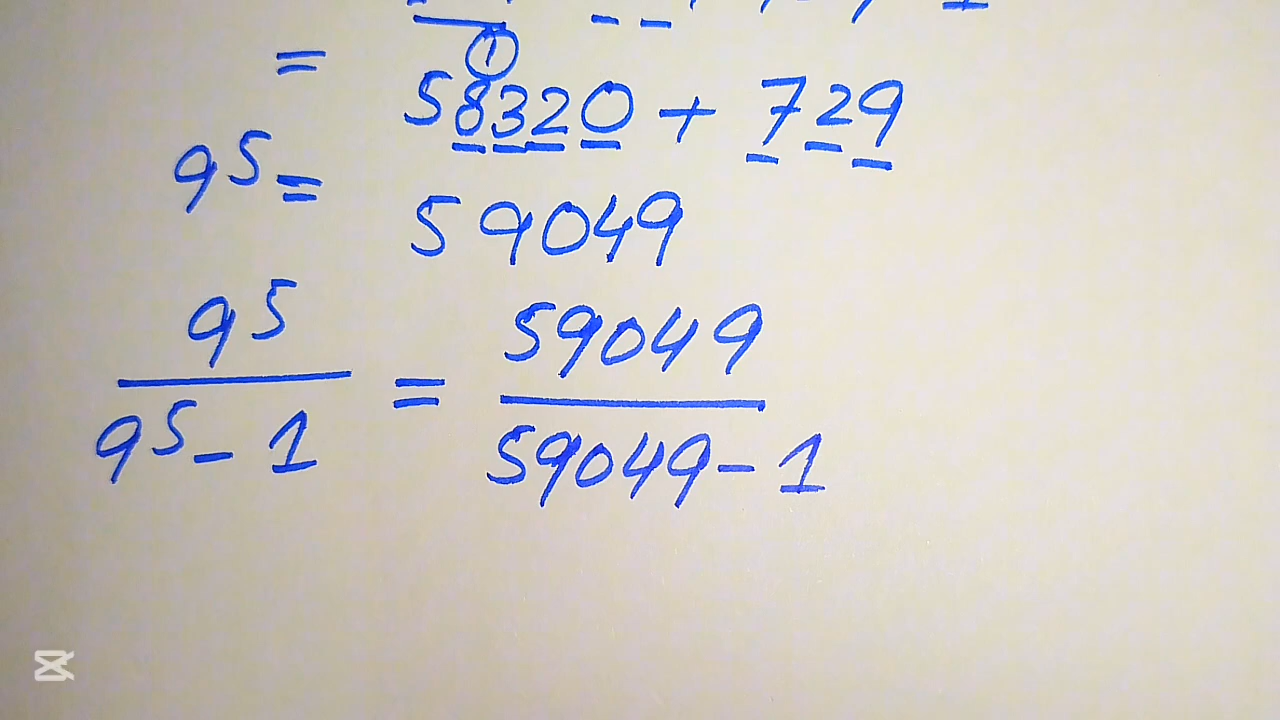 = 58320 + 729
9⁵ = 59049
9⁵ / 9⁵ - 1 = 59049 / 59049 - 1